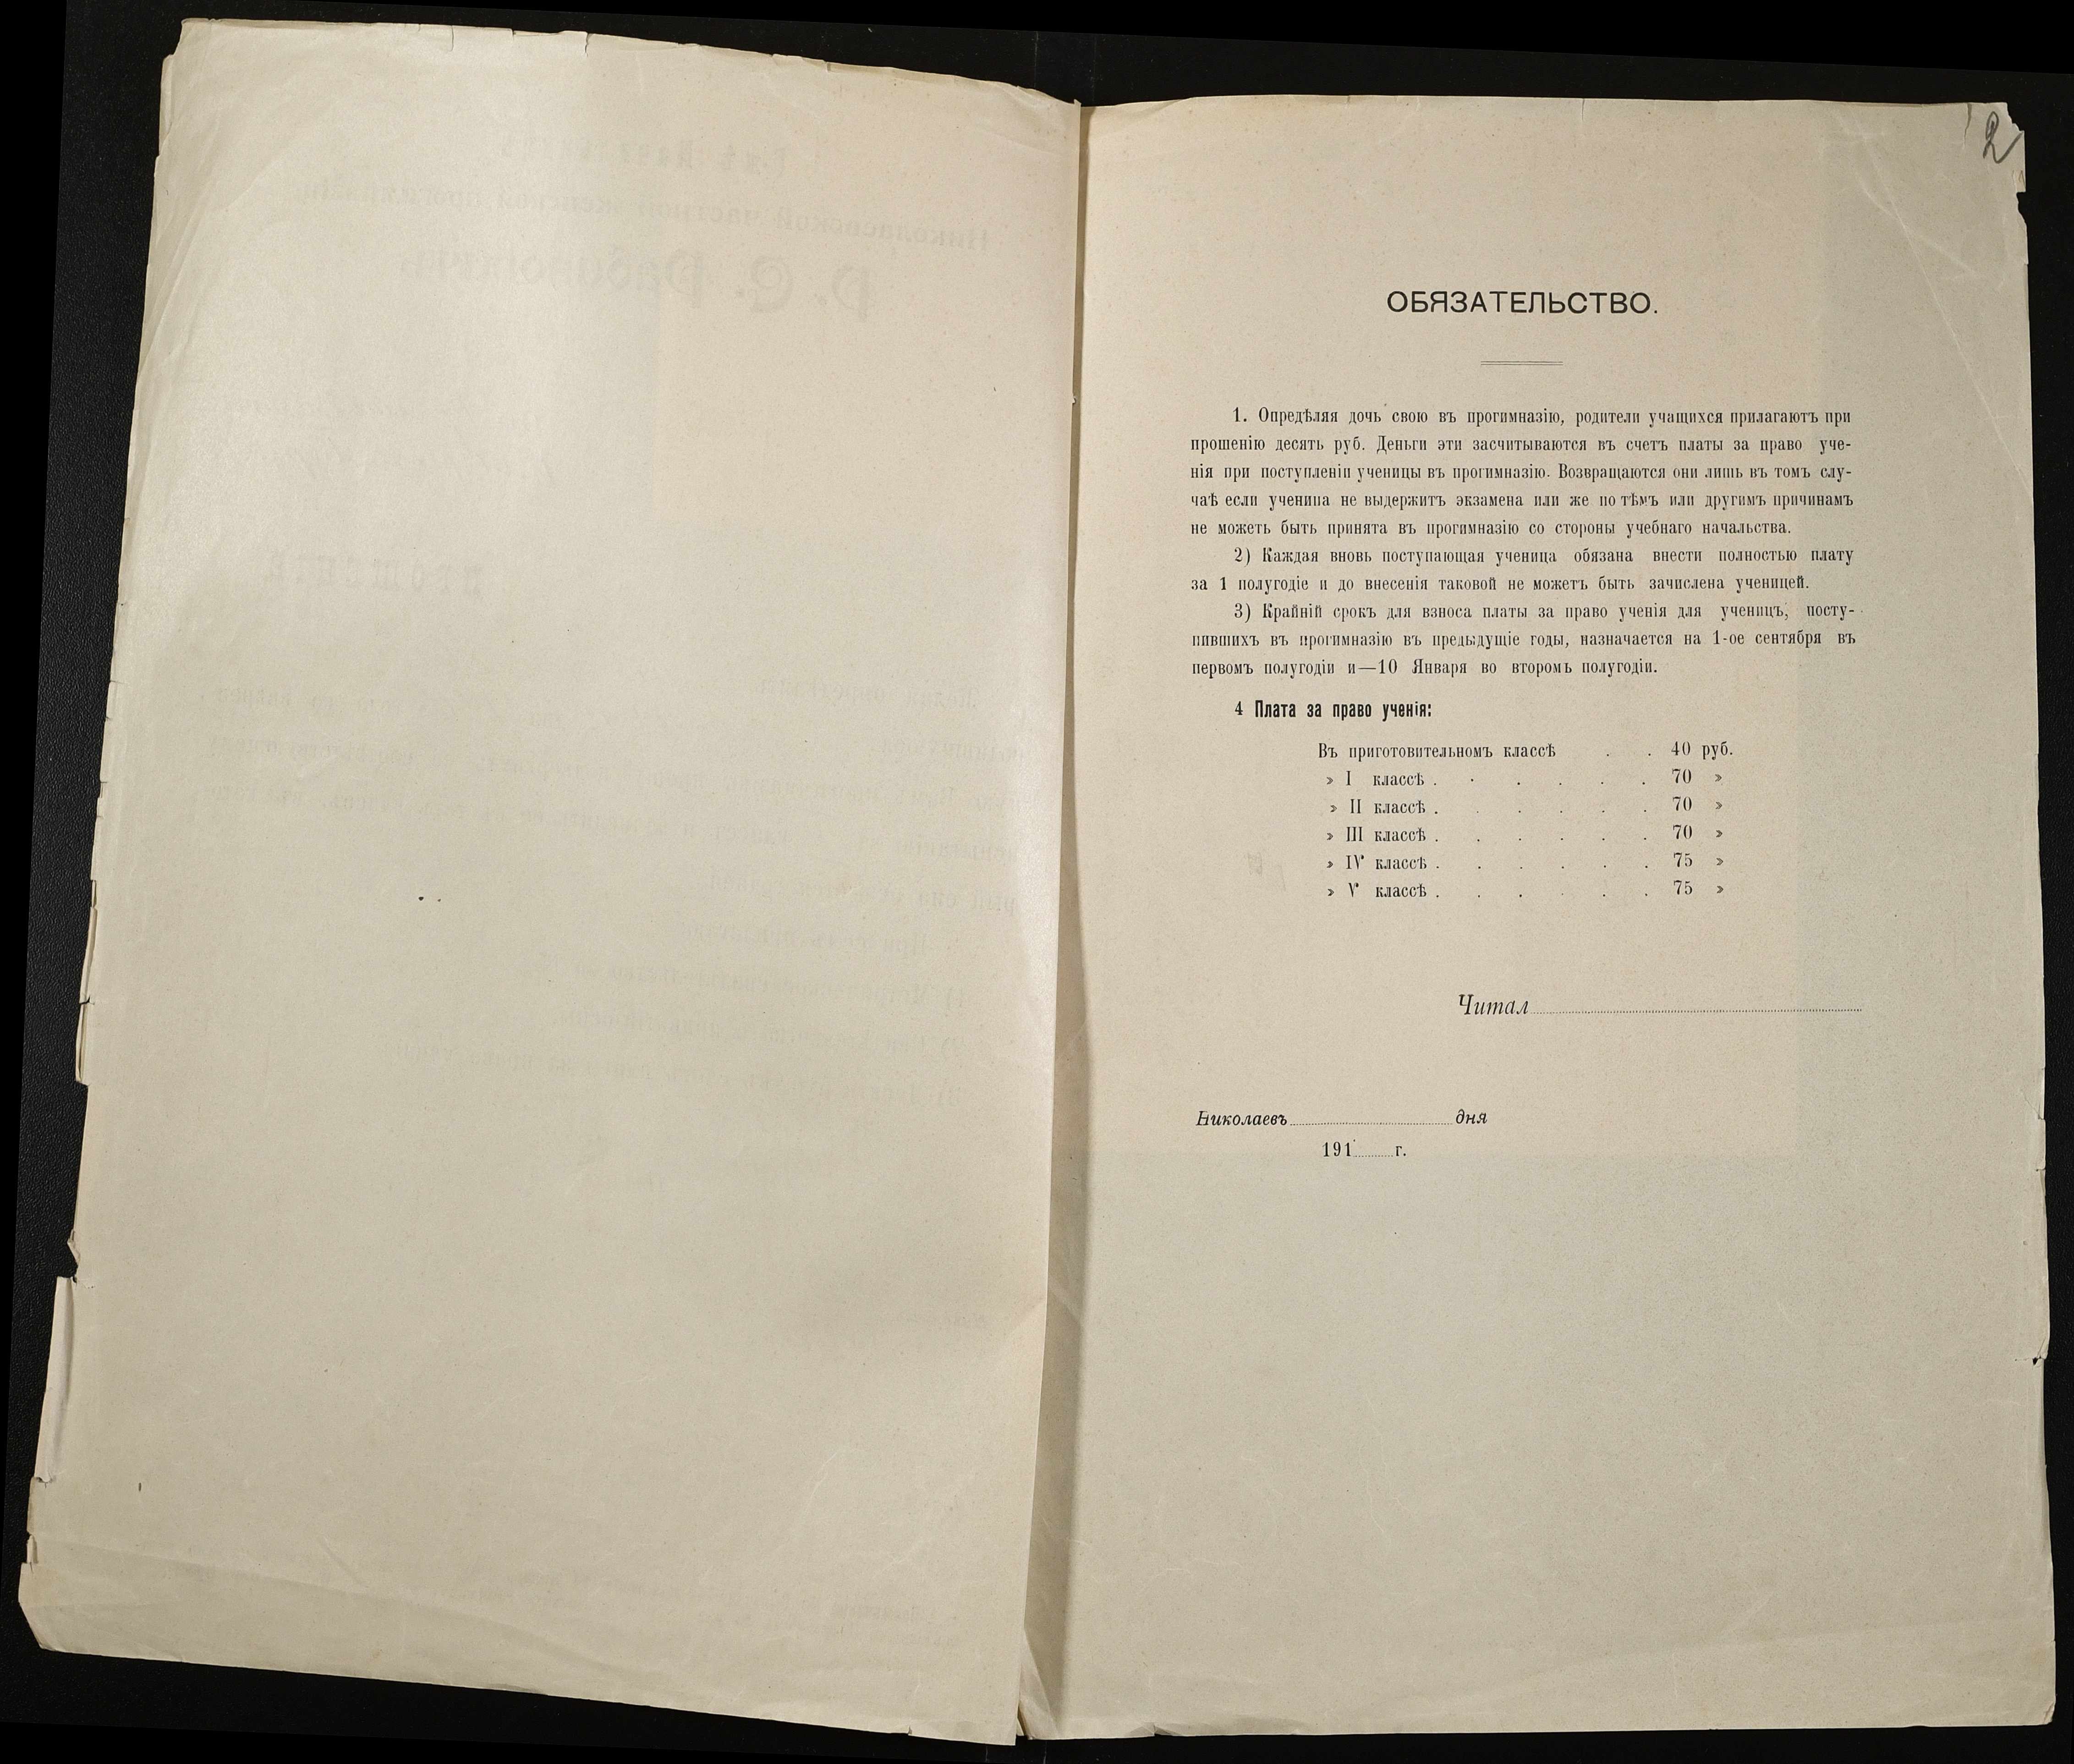 2
ОБЯЗАТЕЛЬСТВО.
1. Опредѣляя дочь свою въ прогимназію, родители учащихся прилагаютъ при
прошенію десять руб. Деньги эти засчитываются въ счетъ платы за право уче-
нія при поступленіи ученицы въ прогимназію. Возвращаются они лишь въ томъ слу-
чаѣ если ученица не выдержитъ экзамена или же по тѣмъ или другимъ причинамъ
не можетъ быть принята въ прогимназію со стороны учебнаго начальства.
2) Каждая вновь поступающая ученица обязана внести полностью плату
за 1 полугодіе и до внесенія таковой не можетъ быть зачислена ученицей.
3) Крайній срокъ для взноса платы за право ученія для ученицъ, посту-
пившихъ въ прогимназію въ предыдущіе годы, назначается на 1-ое сентября въ
первомъ полугодіи и—10 Января во второмъ полугодіи.
4 Плата за право ученія:
Въ приготовительномъ классѣ . . 40 руб.
» I классѣ . . . . . . 70 »
» II классѣ . . . . . . 70 »
» III классѣ . . . . . . 70 »
» IV классѣ . . . . . . 75 »
» V классѣ . . . . . . 75 »
Читал
Николаевъ дня
191 г.